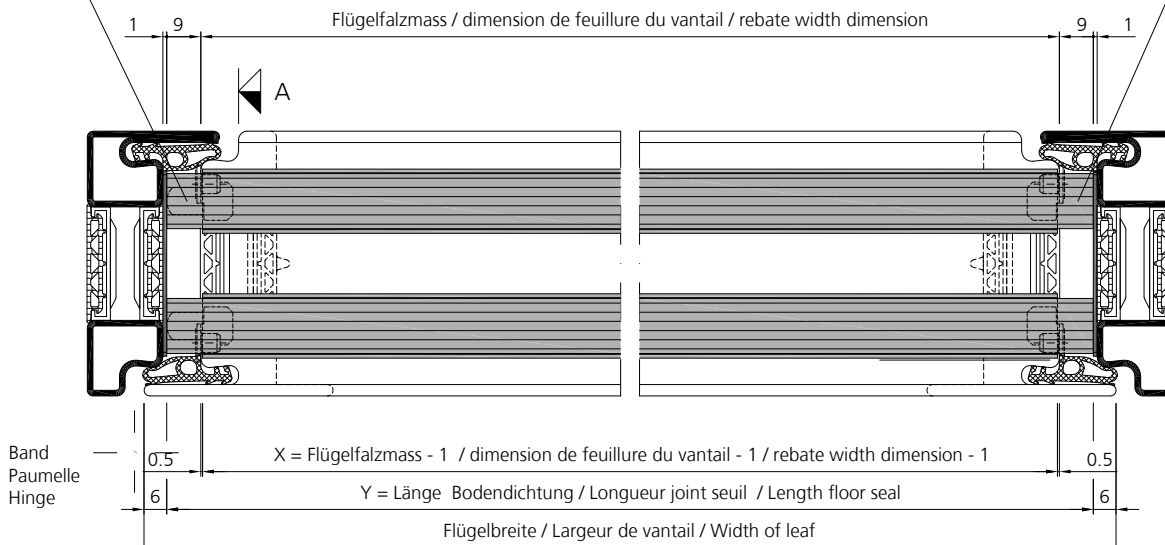 Flügelfalzmass / dimension de feuillure du vantail / rebate width dimension
1 9 9 1
A
Band
Paumelle
Hinge
0.5 X = Flügelfalzmass - 1 / dimension de feuillure du vantail - 1 / rebate width dimension - 1 0.5
6 Y = Länge Bodendichtung / Longueur joint seuil / Length floor seal 6
Flügelbreite / Largeur de vantail / Width of leaf